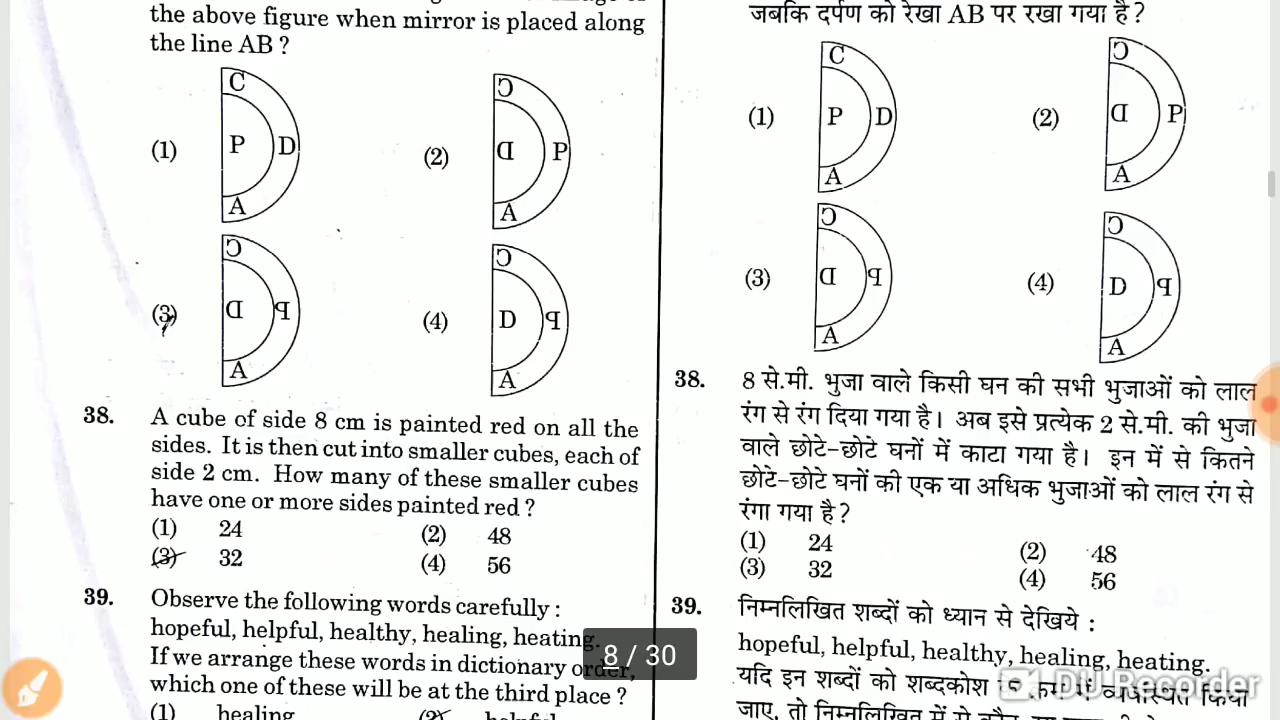 the above figure when mirror is placed along
the line AB ?
(1) C P D A (2) Ɔ ᗡ P A
(3) Ɔ ᗡ ꟼ A (4) Ɔ D ꟼ A
38. A cube of side 8 cm is painted red on all the
sides. It is then cut into smaller cubes, each of
side 2 cm. How many of these smaller cubes
have one or more sides painted red ?
(1) 24 (2) 48
(3) 32 (4) 56
39. Observe the following words carefully :
hopeful, helpful, healthy, healing, heating.
If we arrange these words in dictionary order,
which one of these will be at the third place ?
(1) healing (2) helpful
जबकि दर्पण को रेखा AB पर रखा गया है ?
(1) C P D A (2) Ɔ ᗡ P A
(3) Ɔ ᗡ ꟼ A (4) Ɔ D ꟼ A
38. 8 से.मी. भुजा वाले किसी घन की सभी भुजाओं को लाल
रंग से रंग दिया गया है। अब इसे प्रत्येक 2 से.मी. की भुजा
वाले छोटे-छोटे घनों में काटा गया है। इन में से कितने
छोटे-छोटे घनों की एक या अधिक भुजाओं को लाल रंग से
रंगा गया है ?
(1) 24 (2) 48
(3) 32 (4) 56
39. निम्नलिखित शब्दों को ध्यान से देखिये :
hopeful, helpful, healthy, healing, heating.
यदि इन शब्दों को शब्दकोश में व्यवस्थित किया
जाए, तो निम्नलिखित में से कौन
8 / 30
DU Recorder